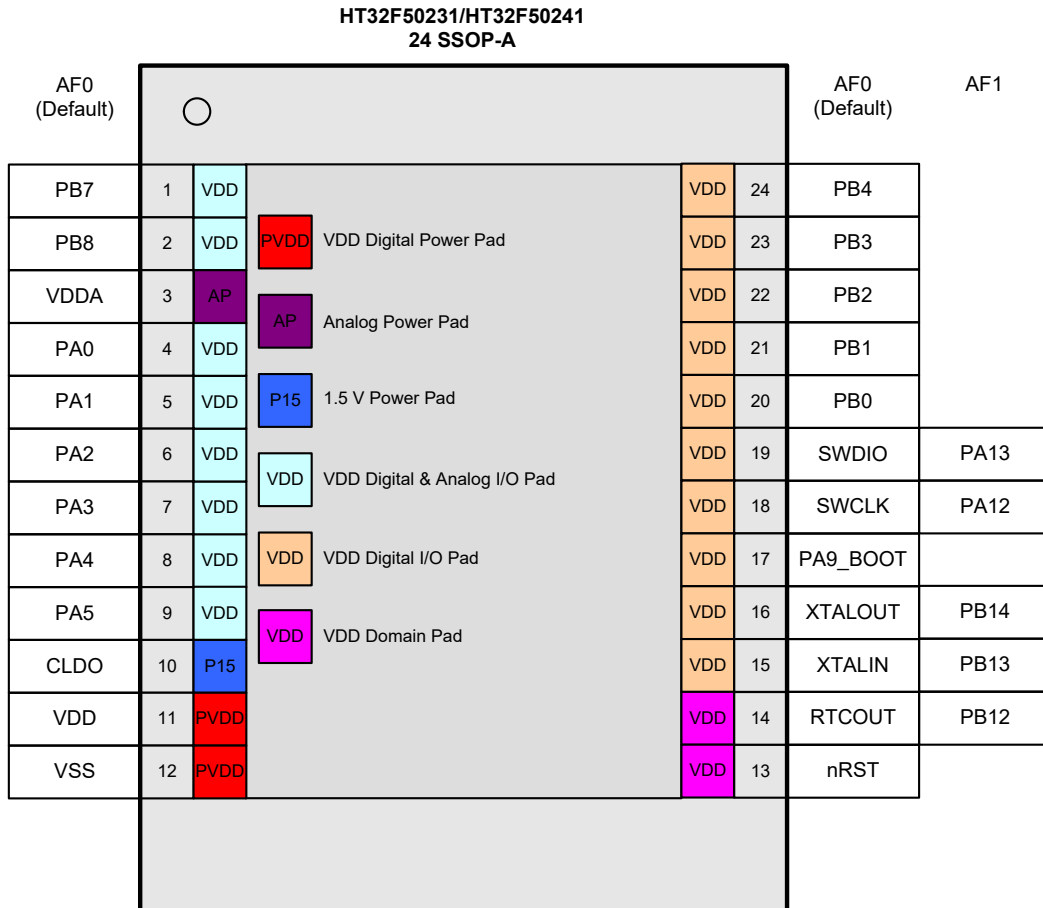 HT32F50231/HT32F50241
24 SSOP-A
AF0 AF0 AF1
(Default) (Default)
PB7 1 VDD VDD 24 PB4
PB8 2 VDD PVDD VDD Digital Power Pad VDD 23 PB3
VDDA 3 AP VDD 22 PB2
AP Analog Power Pad
PA0 4 VDD VDD 21 PB1
PA1 5 VDD P15 1.5 V Power Pad VDD 20 PB0
PA2 6 VDD VDD 19 SWDIO PA13
VDD VDD Digital & Analog I/O Pad
PA3 7 VDD VDD 18 SWCLK PA12
PA4 8 VDD VDD VDD Digital I/O Pad VDD 17 PA9_BOOT
PA5 9 VDD VDD 16 XTALOUT PB14
VDD VDD Domain Pad
CLDO 10 P15 VDD 15 XTALIN PB13
VDD 11 PVDD VDD 14 RTCOUT PB12
VSS 12 PVDD VDD 13 nRST